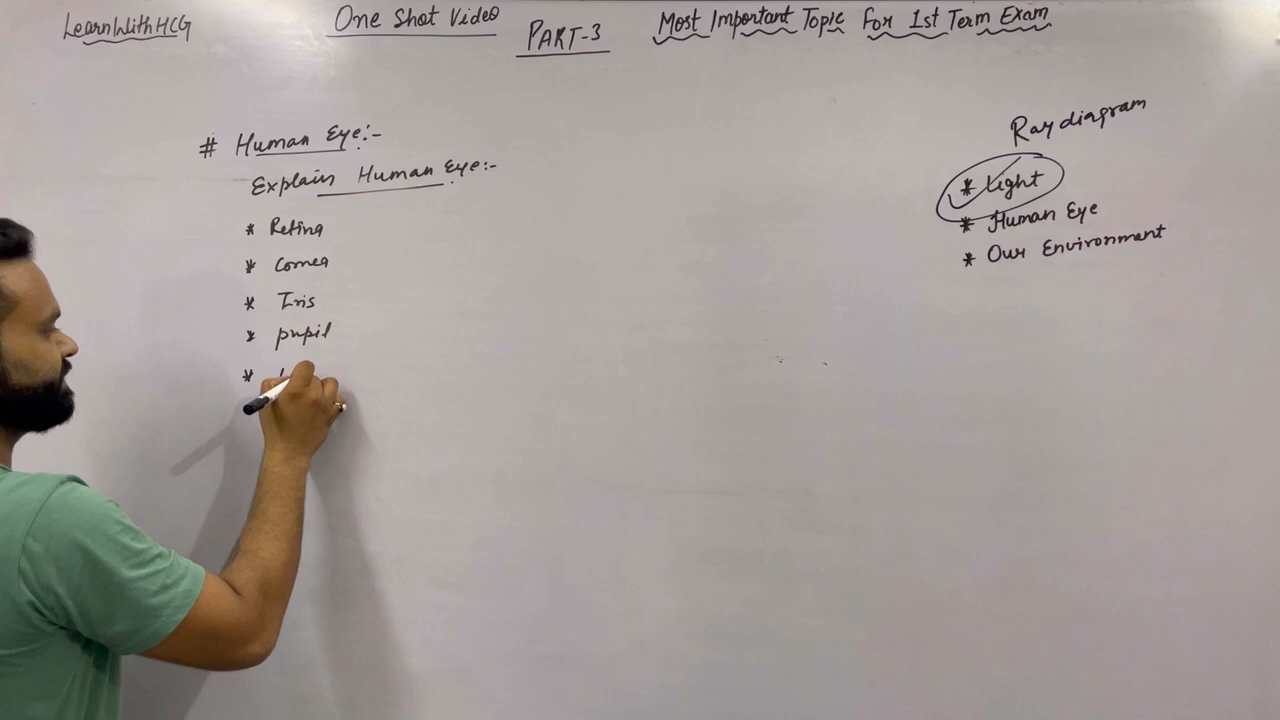 LearnWithHCG
One Shot Video
PART-3
Most Important Topic For 1st Term Exam
# Human Eye:-
Explain Human Eye:-
* Retina
* Cornea
* Iris
* pupil
*
Ray diagram
* Light
* Human Eye
* Our Environment